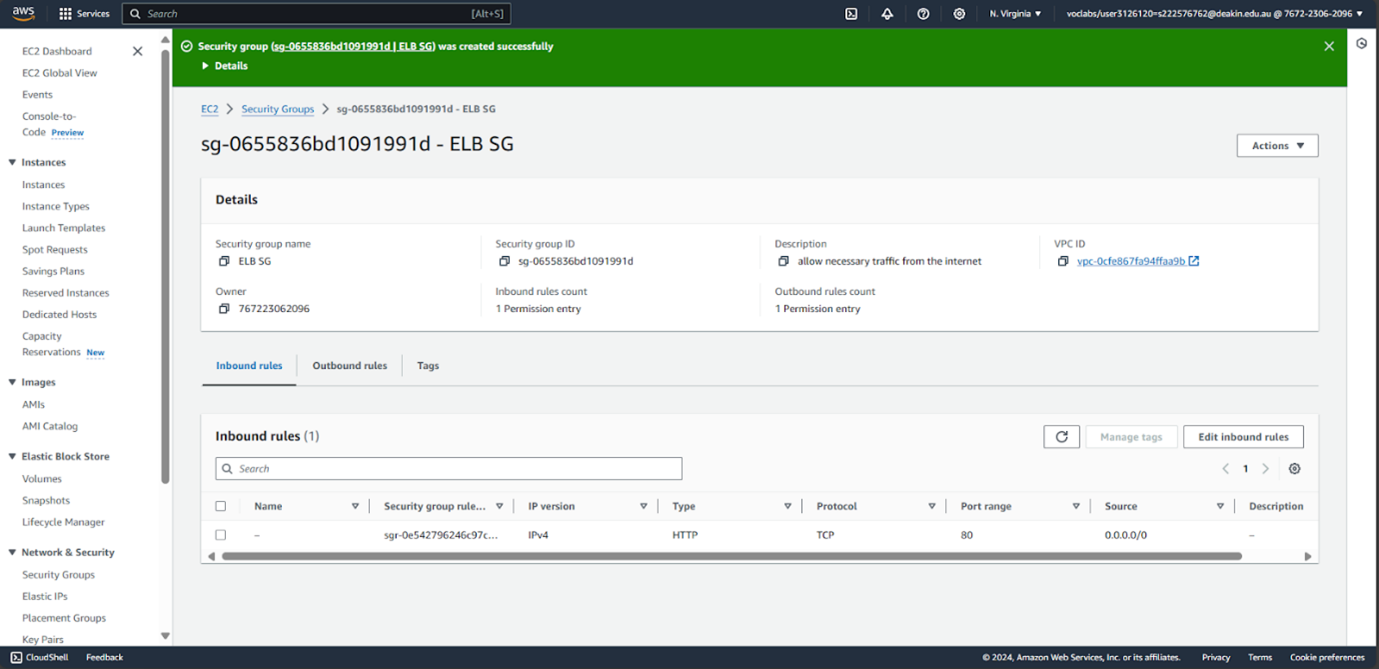 aws Services Search [Alt+S] N. Virginia voclabs/user3126120=s222576762@deakin.edu.au @ 7672-2306-2096
EC2 Dashboard
EC2 Global View
Events
Console-to-
Code Preview
Instances
Instances
Instance Types
Launch Templates
Spot Requests
Savings Plans
Reserved Instances
Dedicated Hosts
Capacity
Reservations New
Images
AMIs
AMI Catalog
Elastic Block Store
Volumes
Snapshots
Lifecycle Manager
Network & Security
Security Groups
Elastic IPs
Placement Groups
Key Pairs
Security group (sg-0655836bd1091991d | ELB SG) was created successfully
Details
EC2 > Security Groups > sg-0655836bd1091991d - ELB SG
sg-0655836bd1091991d - ELB SG
Actions
Details
Security group name
ELB SG
Security group ID
sg-0655836bd1091991d
Description
allow necessary traffic from the internet
VPC ID
vpc-0cfe867fa94ffaa9b
Owner
767223062096
Inbound rules count
1 Permission entry
Outbound rules count
1 Permission entry
Inbound rules Outbound rules Tags
Inbound rules (1)
Manage tags Edit inbound rules
Search
1
Name Security group rule... IP version Type Protocol Port range Source Description
– sgr-0e542796246c97c... IPv4 HTTP TCP 80 0.0.0.0/0 –
CloudShell Feedback © 2024, Amazon Web Services, Inc. or its affiliates. Privacy Terms Cookie preferences